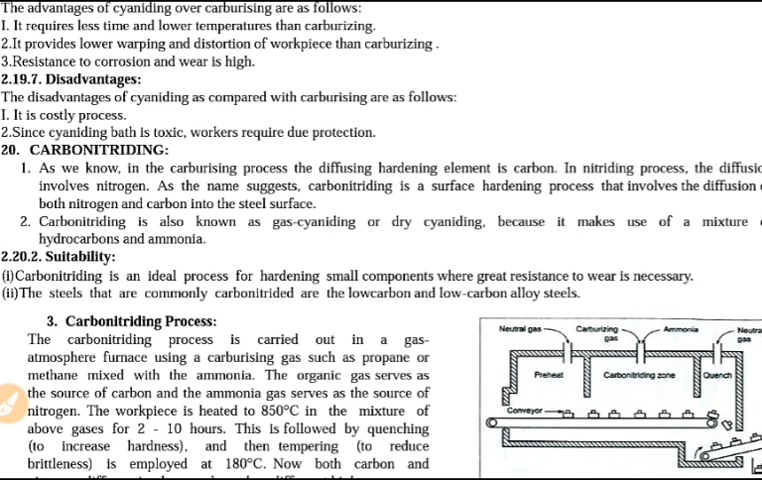 The advantages of cyaniding over carburising are as follows:
I. It requires less time and lower temperatures than carburizing.
2.It provides lower warping and distortion of workpiece than carburizing .
3.Resistance to corrosion and wear is high.
2.19.7. Disadvantages:
The disadvantages of cyaniding as compared with carburising are as follows:
I. It is costly process.
2.Since cyaniding bath is toxic, workers require due protection.
20. CARBONITRIDING:
1. As we know, in the carburising process the diffusing hardening element is carbon. In nitriding process, the
involves nitrogen. As the name suggests, carbonitriding is a surface hardening process that involves the diffusion
both nitrogen and carbon into the steel surface.
2. Carbonitriding is also known as gas-cyaniding or dry cyaniding, because it makes use of a mixture
hydrocarbons and ammonia.
2.20.2. Suitability:
(i)Carbonitriding is an ideal process for hardening small components where great resistance to wear is necessary.
(ii)The steels that are commonly carbonitrided are the lowcarbon and low-carbon alloy steels.
3. Carbonitriding Process:
The carbonitriding process is carried out in a gas-
atmosphere furnace using a carburising gas such as propane or
methane mixed with the ammonia. The organic gas serves as
the source of carbon and the ammonia gas serves as the source of
nitrogen. The workpiece is heated to 850°C in the mixture of
above gases for 2 - 10 hours. This is followed by quenching
(to increase hardness), and then tempering (to reduce
brittleness) is employed at 180°C. Now both carbon and
Neutral gas Carburizing gas Ammonia gas
Preheat Carbonitriding zone Quench
Conveyor